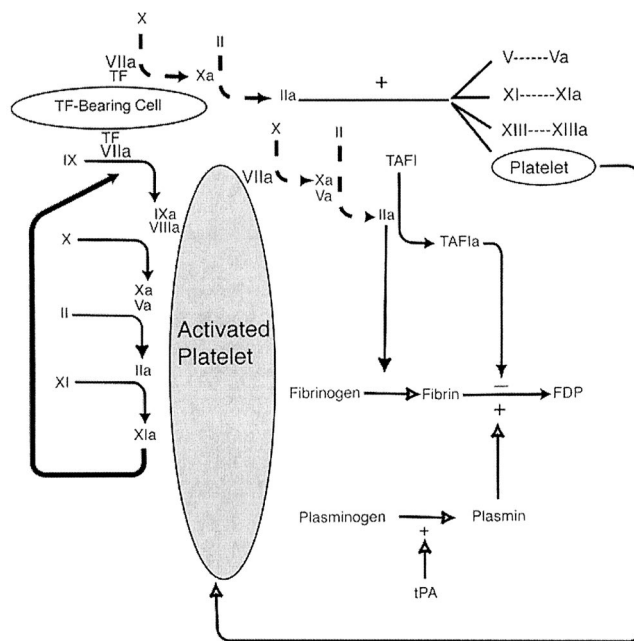 X
II
VIIa
TF
Xa
IIa
+
V------Va
XI------XIa
XIII----XIIIa
Platelet
TF-Bearing Cell
TF
VIIa
IX
IXa
VIIIa
X
Xa
Va
II
IIa
XI
XIa
Activated
Platelet
X
II
VIIa
Xa
Va
IIa
TAFI
TAFIa
Fibrinogen
Fibrin
–
+
FDP
Plasminogen
+
Plasmin
tPA